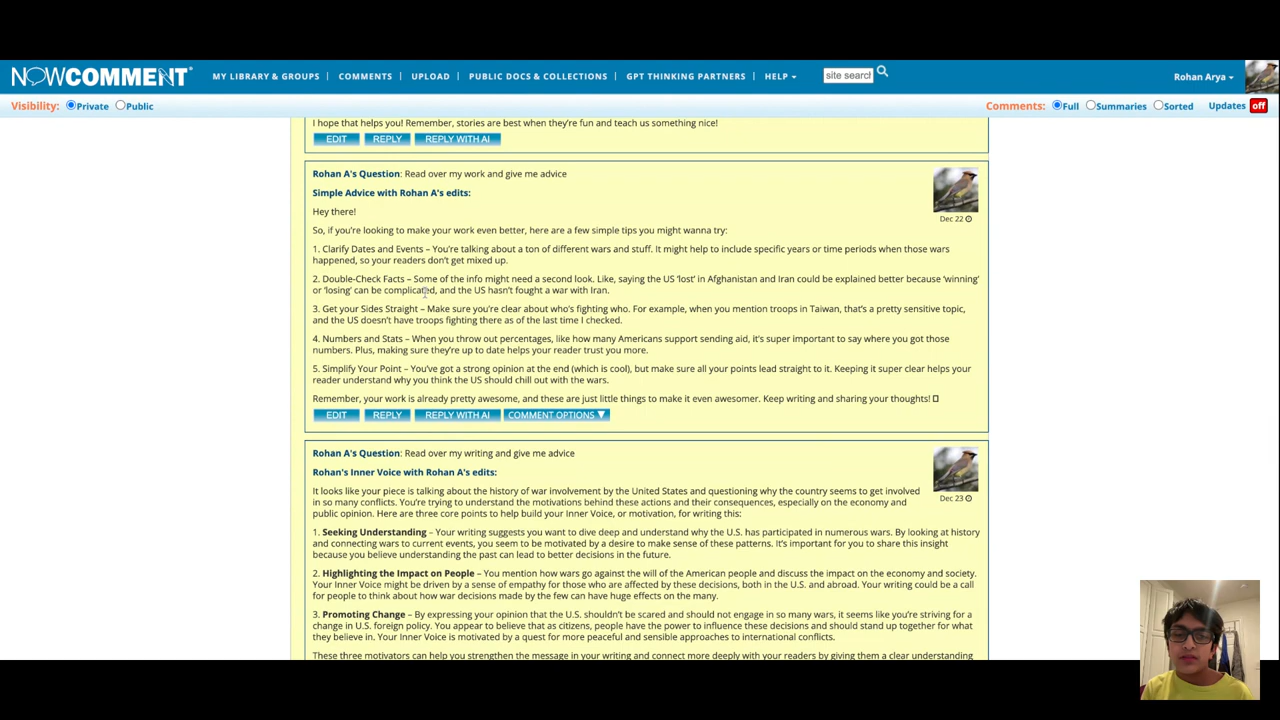 NOWCOMMENT®
MY LIBRARY & GROUPS | COMMENTS | UPLOAD | PUBLIC DOCS & COLLECTIONS | GPT THINKING PARTNERS | HELP
site search
Rohan Arya
Visibility: Private Public
Comments: Full Summaries Sorted Updates off
I hope that helps you! Remember, stories are best when they're fun and teach us something nice!
EDIT REPLY REPLY WITH AI
Rohan A's Question: Read over my work and give me advice
Simple Advice with Rohan A's edits:
Dec 22
Hey there!
So, if you're looking to make your work even better, here are a few simple tips you might wanna try:
1. Clarify Dates and Events – You're talking about a ton of different wars and stuff. It might help to include specific years or time periods when those wars
happened, so your readers don't get mixed up.
2. Double-Check Facts – Some of the info might need a second look. Like, saying the US 'lost' in Afghanistan and Iran could be explained better because 'winning'
or 'losing' can be complicated, and the US hasn't fought a war with Iran.
3. Get your Sides Straight – Make sure you're clear about who's fighting who. For example, when you mention troops in Taiwan, that's a pretty sensitive topic,
and the US doesn't have troops fighting there as of the last time I checked.
4. Numbers and Stats – When you throw out percentages, like how many Americans support sending aid, it's super important to say where you got those
numbers. Plus, making sure they're up to date helps your reader trust you more.
5. Simplify Your Point – You've got a strong opinion at the end (which is cool), but make sure all your points lead straight to it. Keeping it super clear helps your
reader understand why you think the US should chill out with the wars.
Remember, your work is already pretty awesome, and these are just little things to make it even awesomer. Keep writing and sharing your thoughts!
EDIT REPLY REPLY WITH AI COMMENT OPTIONS ▼
Rohan A's Question: Read over my writing and give me advice
Rohan's Inner Voice with Rohan A's edits:
Dec 23
It looks like your piece is talking about the history of war involvement by the United States and questioning why the country seems to get involved
in so many conflicts. You're trying to understand the motivations behind these actions and their consequences, especially on the economy and
public opinion. Here are three core points to help build your Inner Voice, or motivation, for writing this:
1. Seeking Understanding – Your writing suggests you want to dive deep and understand why the U.S. has participated in numerous wars. By looking at history
and connecting wars to current events, you seem to be motivated by a desire to make sense of these patterns. It's important for you to share this insight
because you believe understanding the past can lead to better decisions in the future.
2. Highlighting the Impact on People – You mention how wars go against the will of the American people and discuss the impact on the economy and society.
Your Inner Voice might be driven by a sense of empathy for those who are affected by these decisions, both in the U.S. and abroad. Your writing could be a call
for people to think about how war decisions made by the few can have huge effects on the many.
3. Promoting Change – By expressing your opinion that the U.S. shouldn't be scared and should not engage in so many wars, it seems like you're striving for a
change in U.S. foreign policy. You appear to believe that as citizens, people have the power to influence these decisions and should stand up together for what
they believe in. Your Inner Voice is motivated by a quest for more peaceful and sensible approaches to international conflicts.
These three motivators can help you strengthen the message in your writing and connect more deeply with your readers by giving them a clear understanding